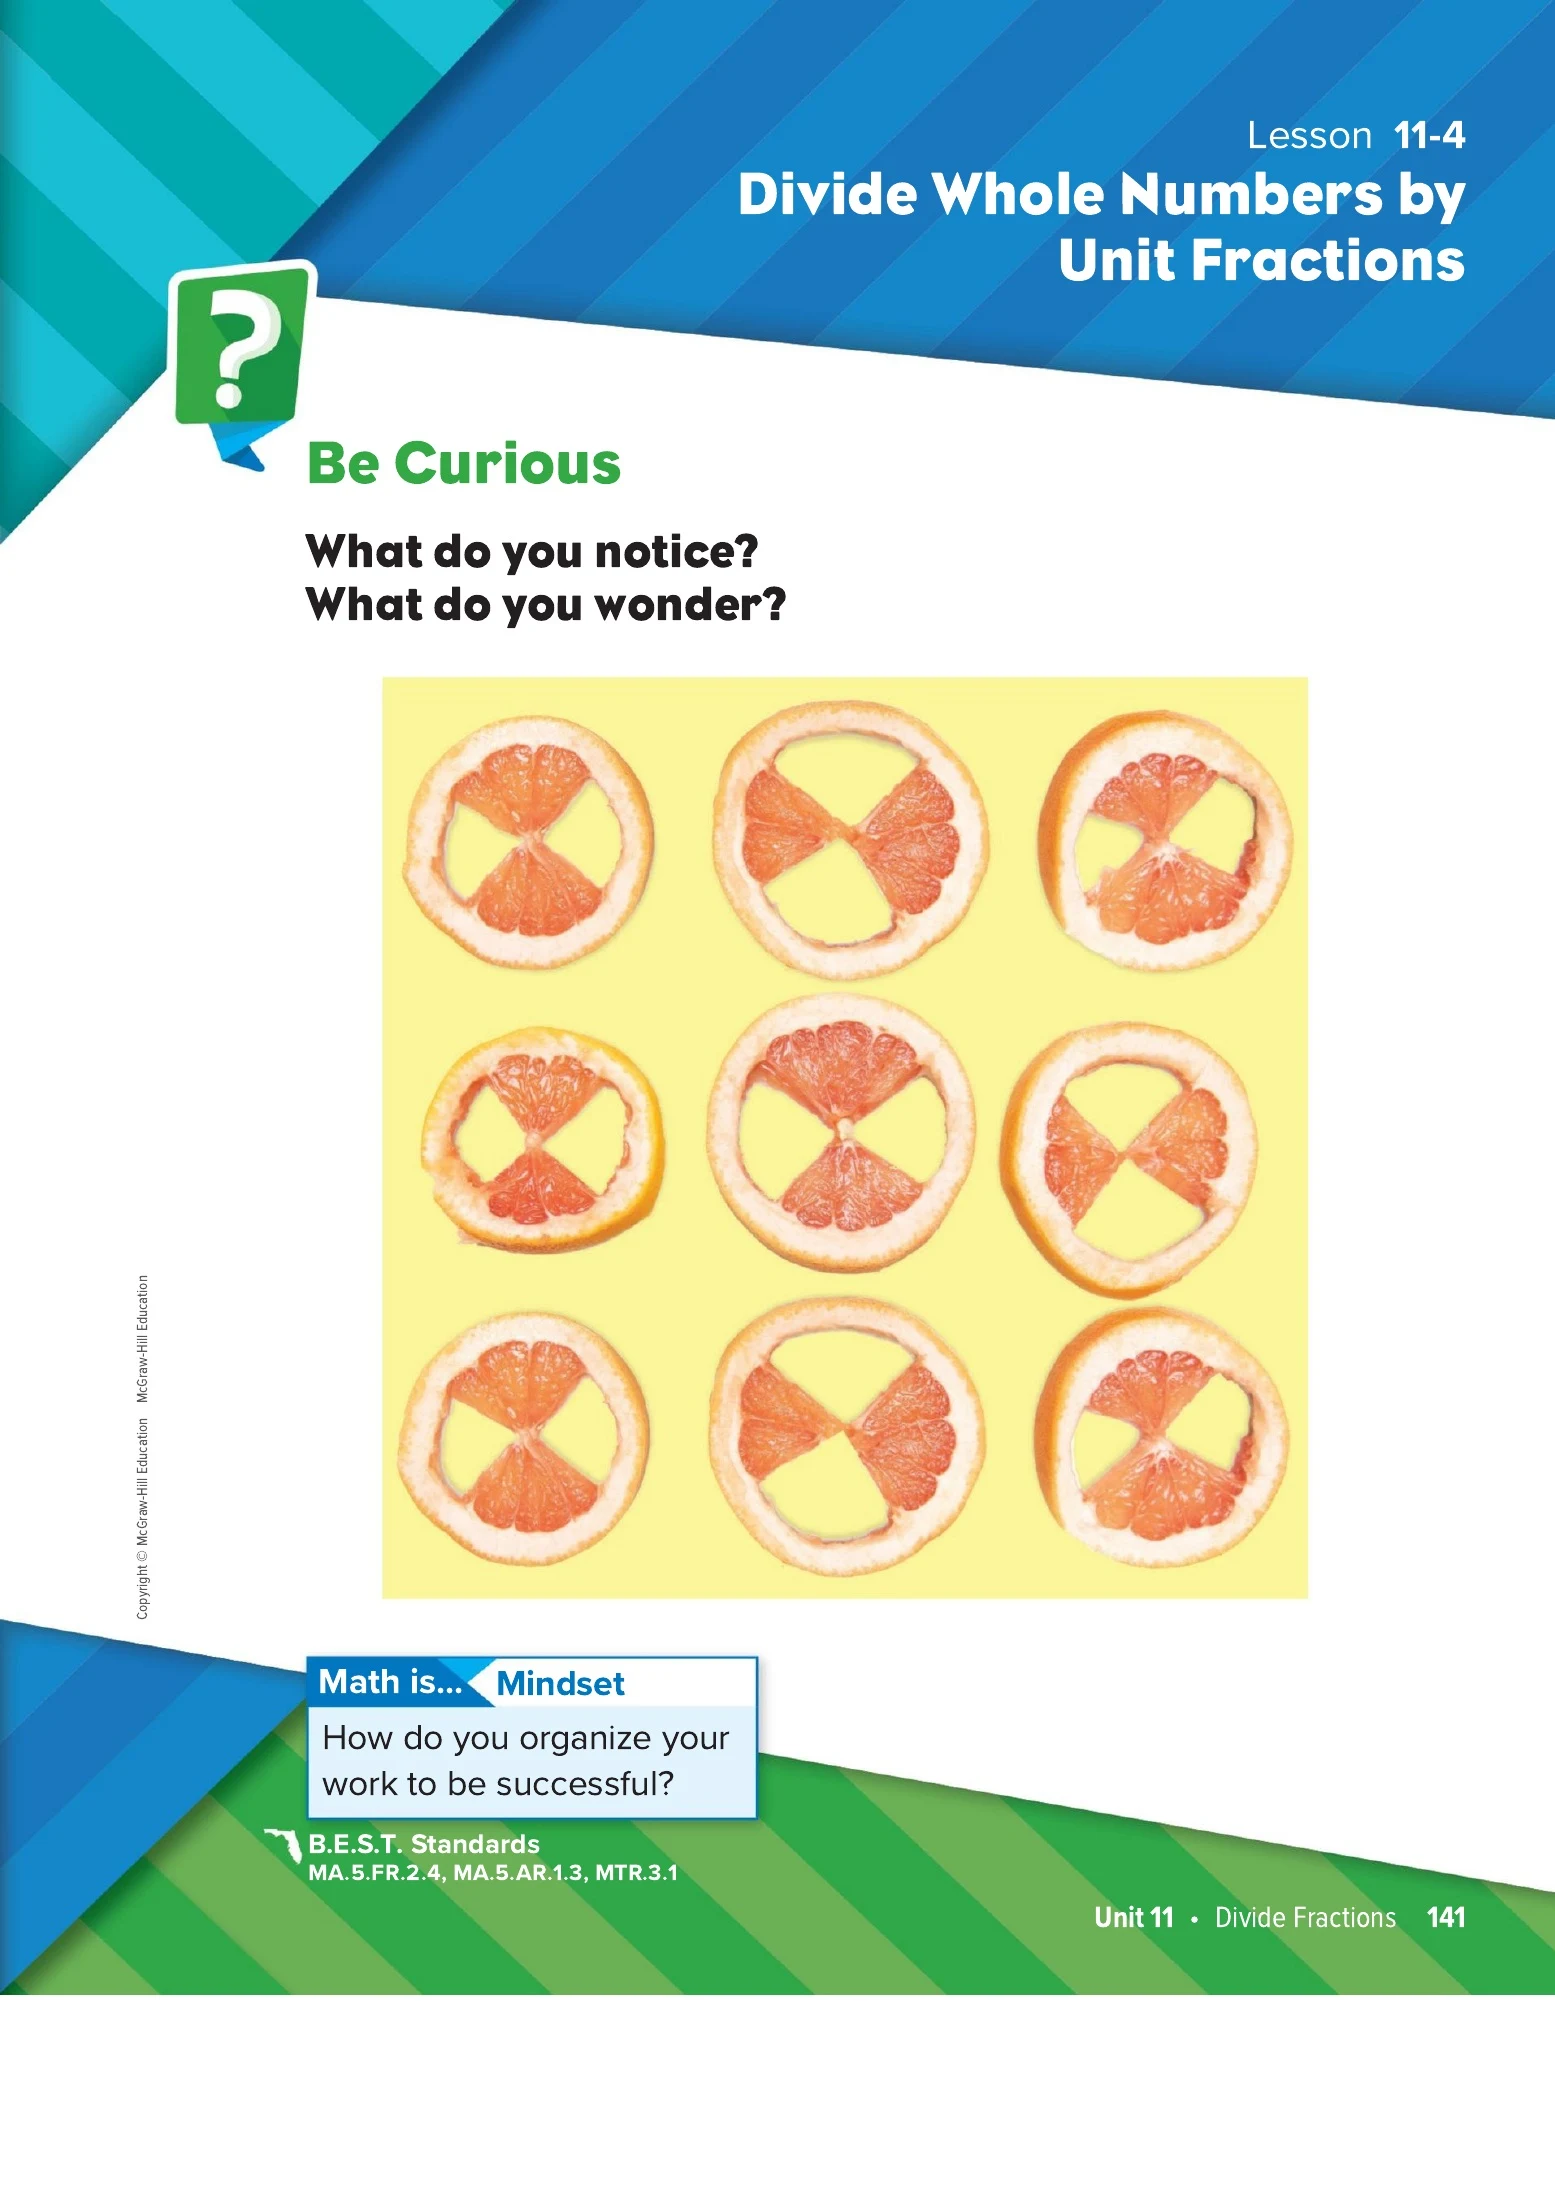 Lesson 11-4
Divide Whole Numbers by
Unit Fractions
?
Be Curious
What do you notice?
What do you wonder?
Copyright © McGraw-Hill Education McGraw-Hill Education
Math is... Mindset
How do you organize your
work to be successful?
B.E.S.T. Standards
MA.5.FR.2.4, MA.5.AR.1.3, MTR.3.1
Unit 11 • Divide Fractions 141